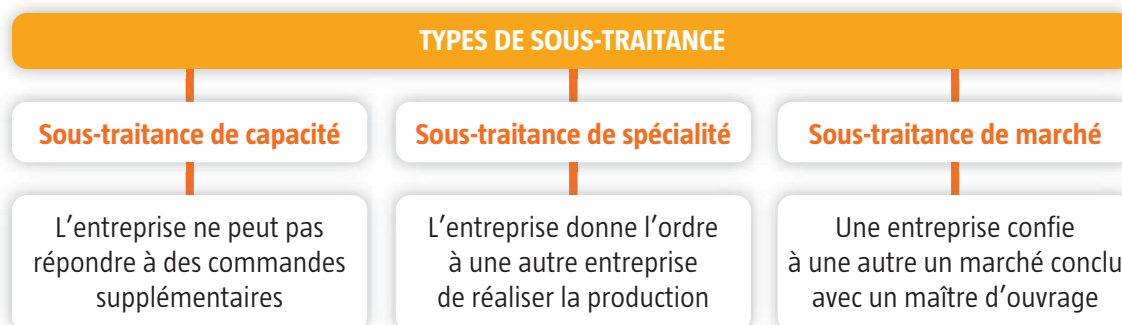 TYPES DE SOUS-TRAITANCE
Sous-traitance de capacité
L’entreprise ne peut pas
répondre à des commandes
supplémentaires
Sous-traitance de spécialité
L’entreprise donne l’ordre
à une autre entreprise
de réaliser la production
Sous-traitance de marché
Une entreprise confie
à une autre un marché conclu
avec un maître d’ouvrage